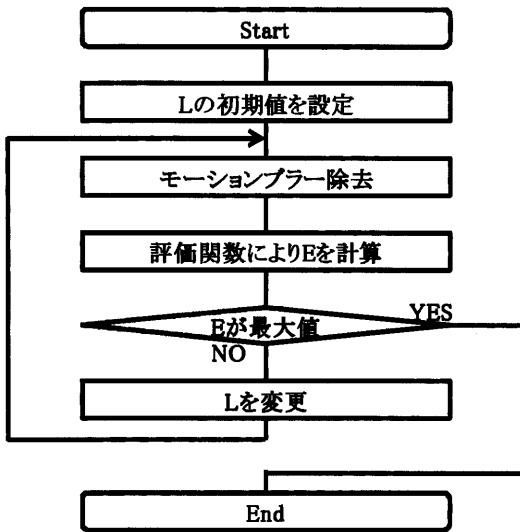 Start
Lの初期値を設定
モーションブラー除去
評価関数によりEを計算
Eが最大値
YES
NO
Lを変更
End